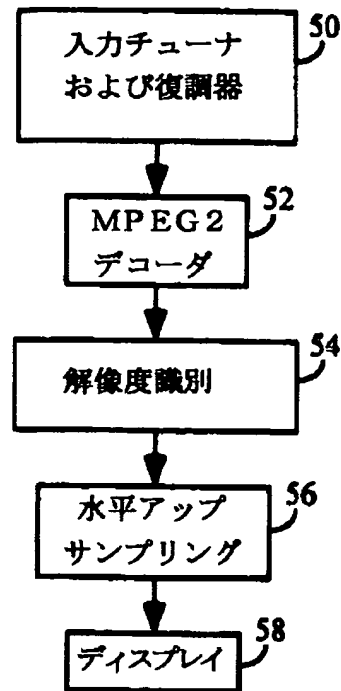 入力チューナ
および復調器
50
MPEG2
デコーダ
52
解像度識別
54
水平アップ
サンプリング
56
ディスプレイ
58